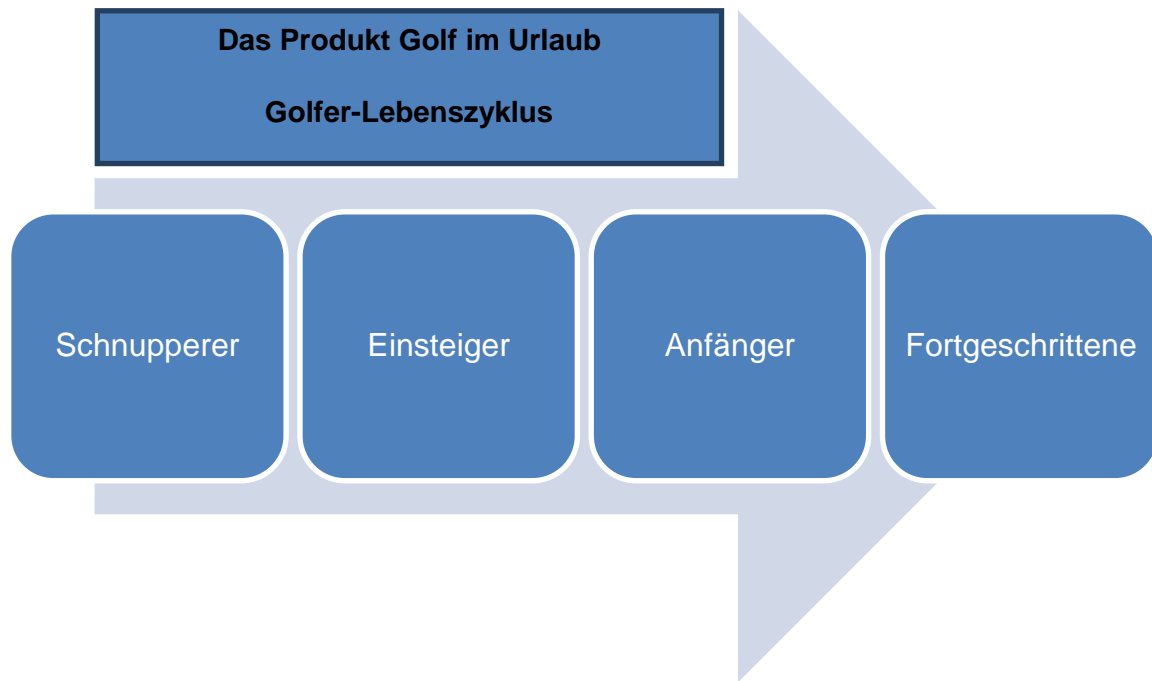 Das Produkt Golf im Urlaub
Golfer-Lebenszyklus
Schnupperer
Einsteiger
Anfänger
Fortgeschrittene